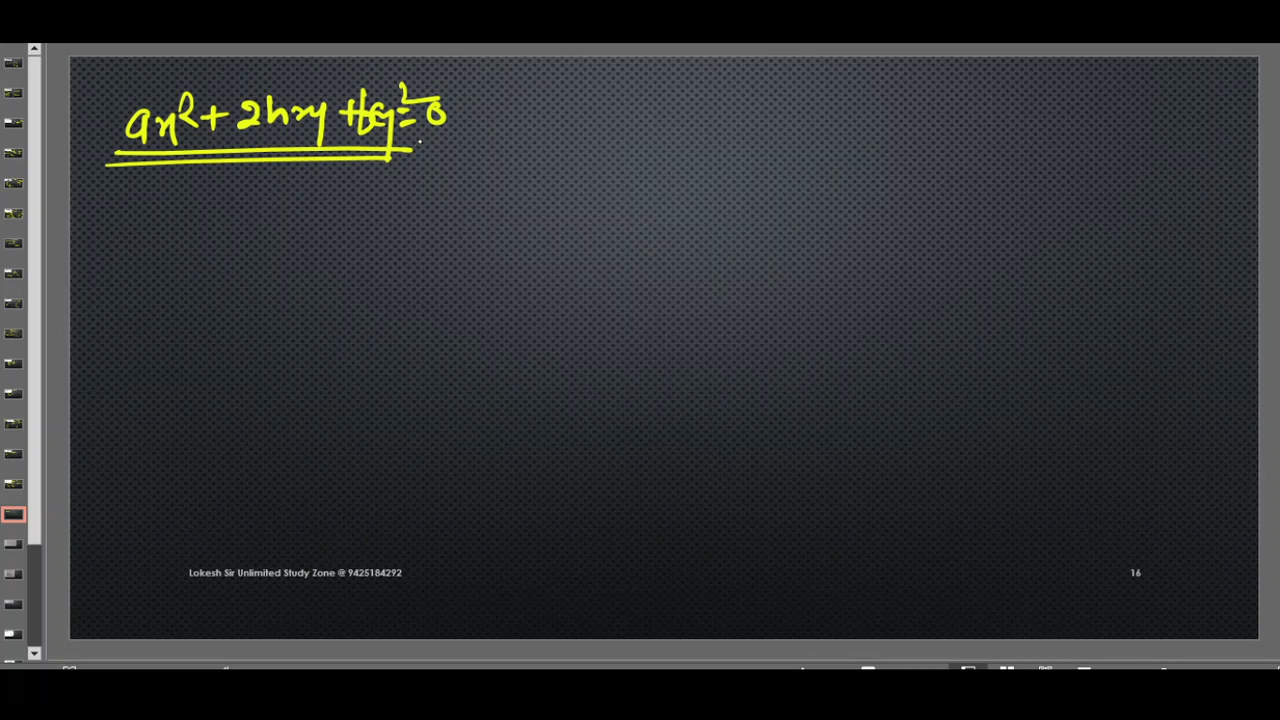 ax² + 2hxy + by² = 0
Lokesh Sir Unlimited Study Zone @ 9425184292
16